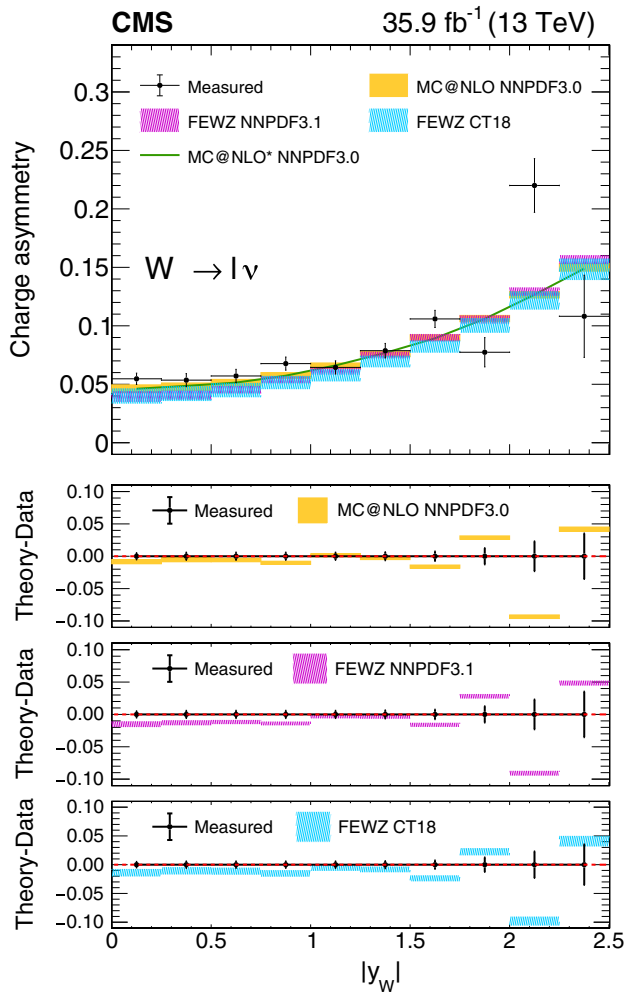 CMS 35.9 fb⁻¹ (13 TeV)
Charge asymmetry
0.3
0.25
0.2
0.15
0.1
0.05
0
Measured
MC@NLO NNPDF3.0
FEWZ NNPDF3.1
FEWZ CT18
MC@NLO* NNPDF3.0
W → l ν
Theory-Data
0.10
0.05
0.00
−0.05
−0.10
Measured
MC@NLO NNPDF3.0
Theory-Data
0.10
0.05
0.00
−0.05
−0.10
Measured
FEWZ NNPDF3.1
Theory-Data
0.10
0.05
0.00
−0.05
−0.10
Measured
FEWZ CT18
0 0.5 1 1.5 2 2.5
|y_W|